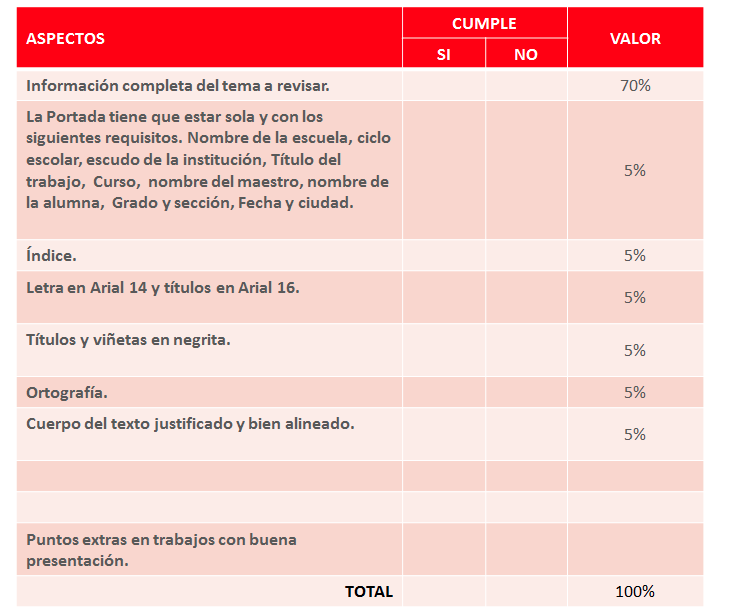 ASPECTOS
CUMPLE
VALOR
SI
NO
Información completa del tema a revisar.
70%
La Portada tiene que estar sola y con los
siguientes requisitos. Nombre de la escuela, ciclo
escolar, escudo de la institución, Título del
trabajo, Curso, nombre del maestro, nombre de
la alumna, Grado y sección, Fecha y ciudad.
5%
Índice.
5%
Letra en Arial 14 y títulos en Arial 16.
5%
Títulos y viñetas en negrita.
5%
Ortografía.
5%
Cuerpo del texto justificado y bien alineado.
5%
Puntos extras en trabajos con buena
presentación.
TOTAL
100%